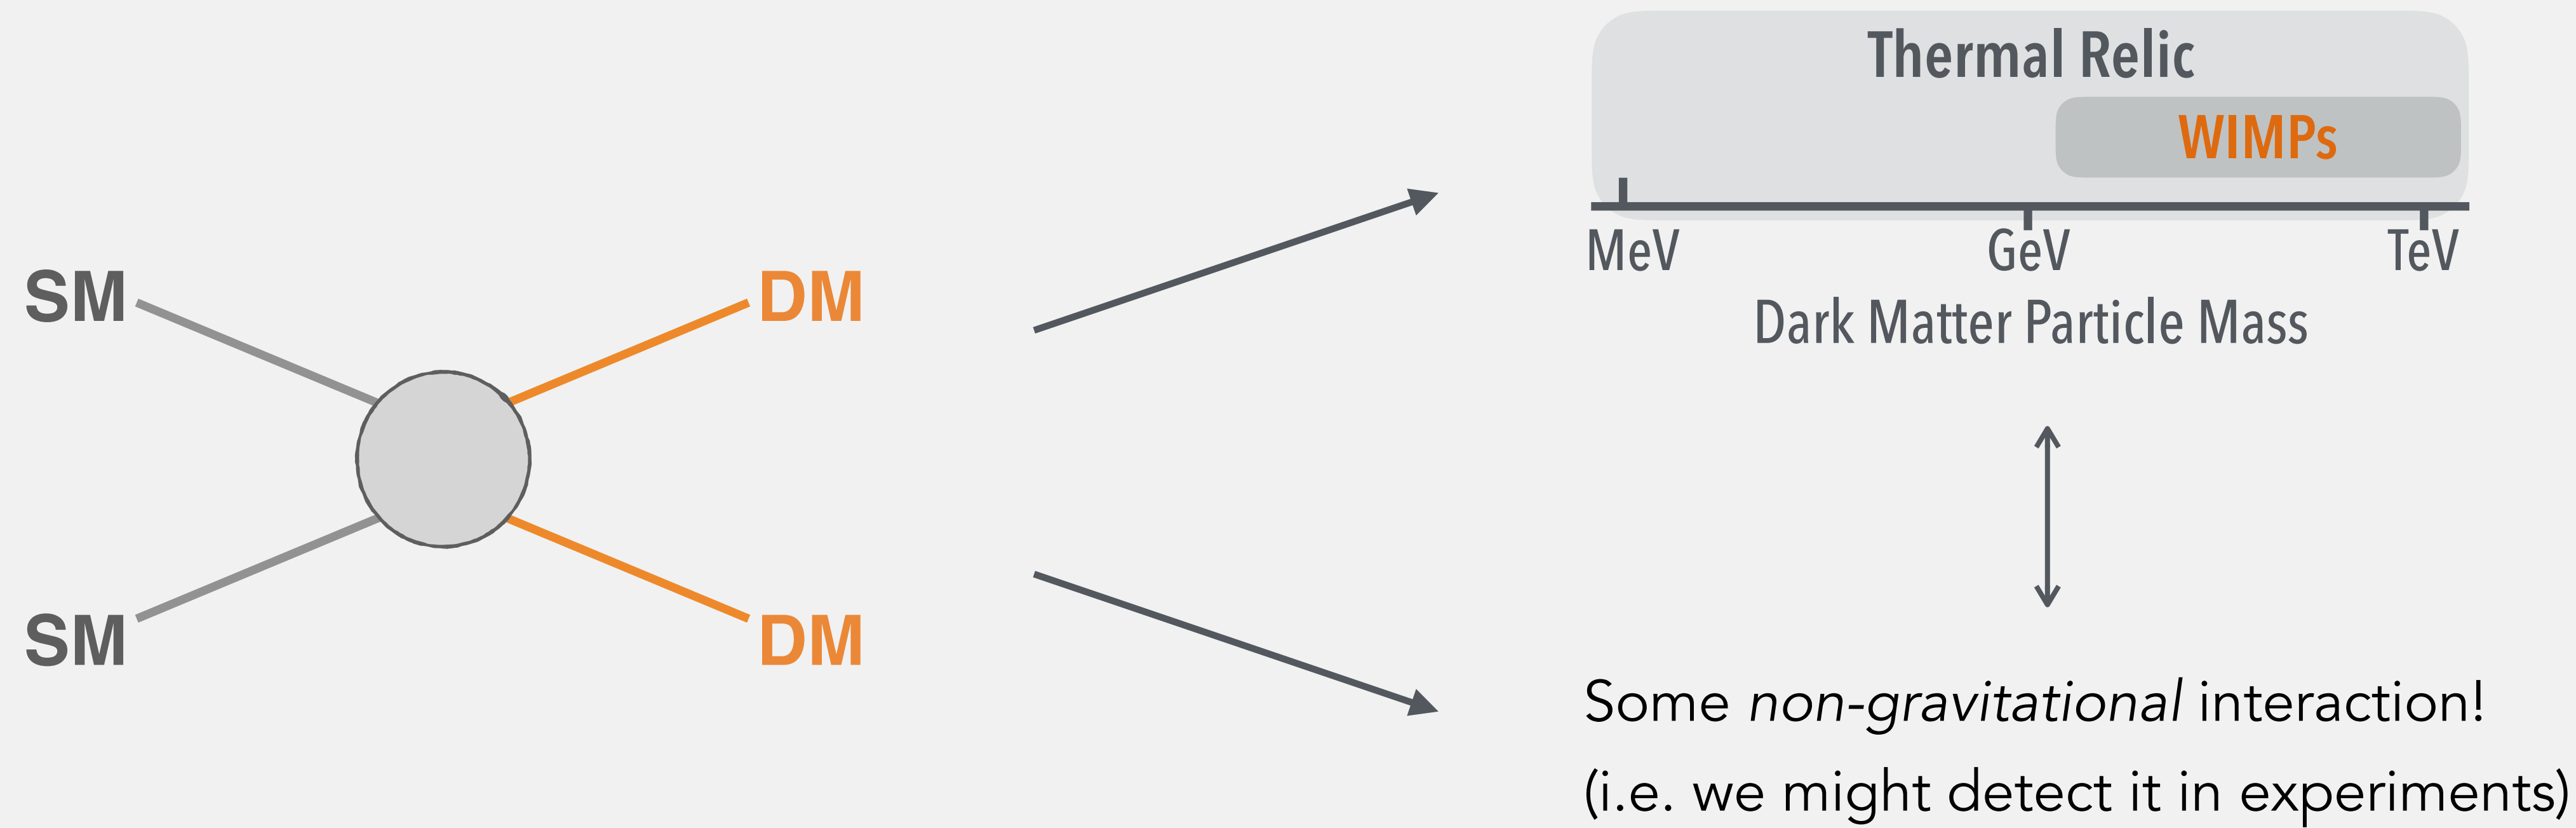 SM
DM
SM
DM
Thermal Relic
WIMPs
MeV GeV TeV
Dark Matter Particle Mass
Some non-gravitational interaction!
(i.e. we might detect it in experiments)